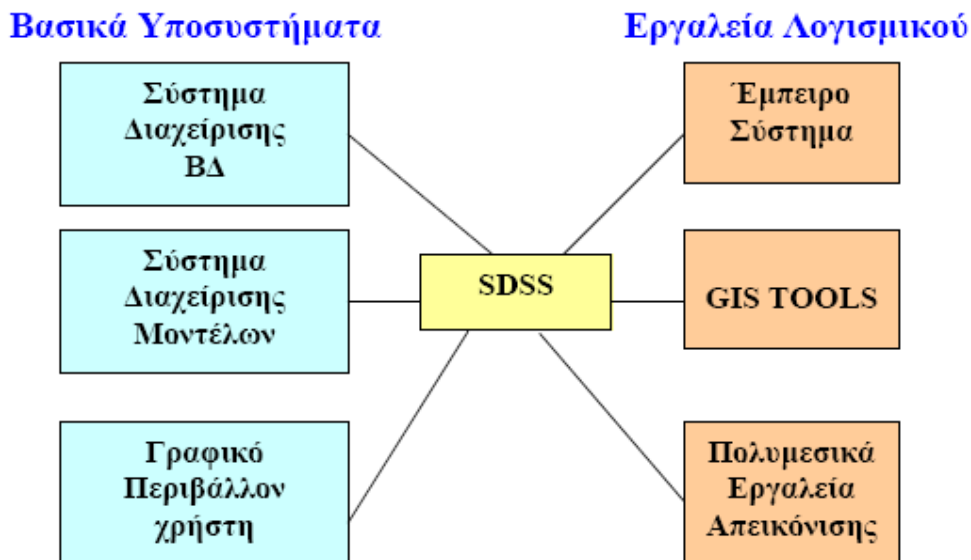 Βασικά Υποσυστήματα
Εργαλεία Λογισμικού
Σύστημα
Διαχείρισης
ΒΔ
Έμπειρο
Σύστημα
Σύστημα
Διαχείρισης
Μοντέλων
SDSS
GIS TOOLS
Γραφικό
Περιβάλλον
χρήστη
Πολυμεσικά
Εργαλεία
Απεικόνισης